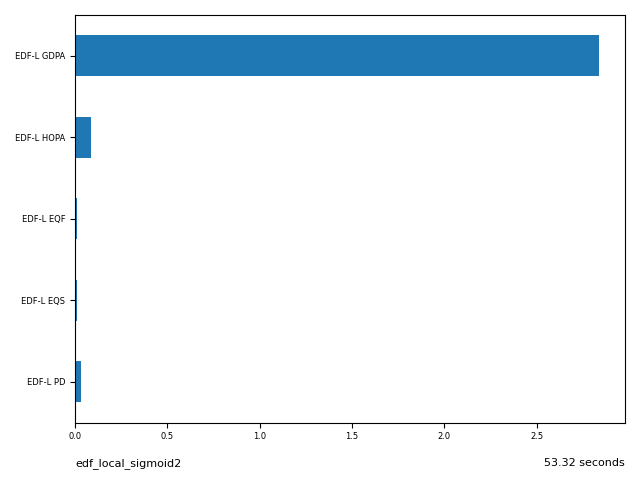 EDF-L GDPA
EDF-L HOPA
EDF-L EQF
EDF-L EQS
EDF-L PD
0.0 0.5 1.0 1.5 2.0 2.5
edf_local_sigmoid2 53.32 seconds